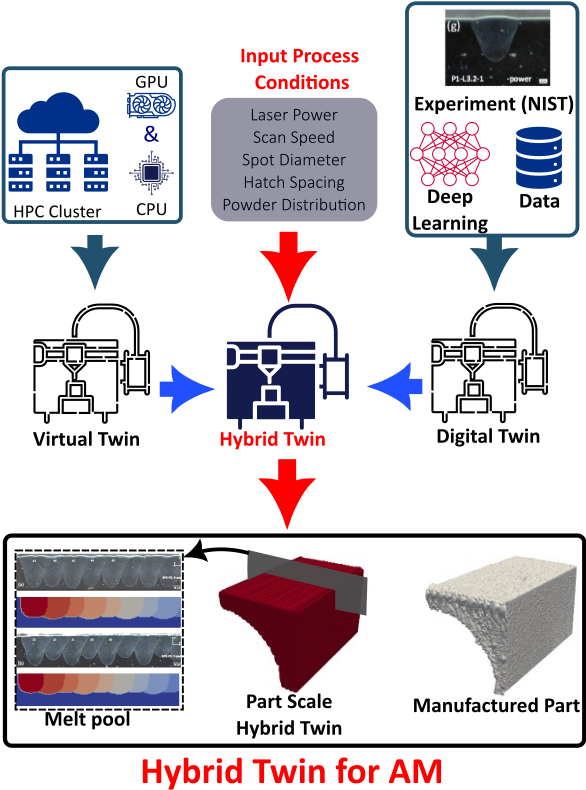 (g)
P1-L3.2-1 -power
Experiment (NIST)
Deep
Learning
Data
GPU
&
CPU
HPC Cluster
Input Process
Conditions
Laser Power
Scan Speed
Spot Diameter
Hatch Spacing
Powder Distribution
Virtual Twin
Hybrid Twin
Digital Twin
Melt pool
Part Scale
Hybrid Twin
Manufactured Part
Hybrid Twin for AM